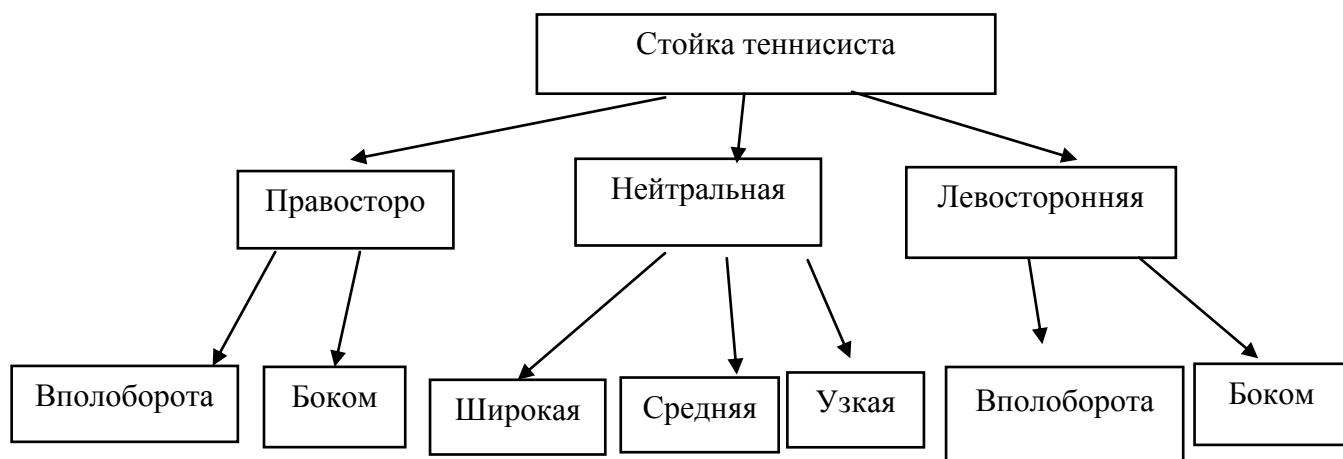 Стойка теннисиста
Правосторо
Нейтральная
Левосторонняя
Вполоборота
Боком
Широкая
Средняя
Узкая
Вполоборота
Боком